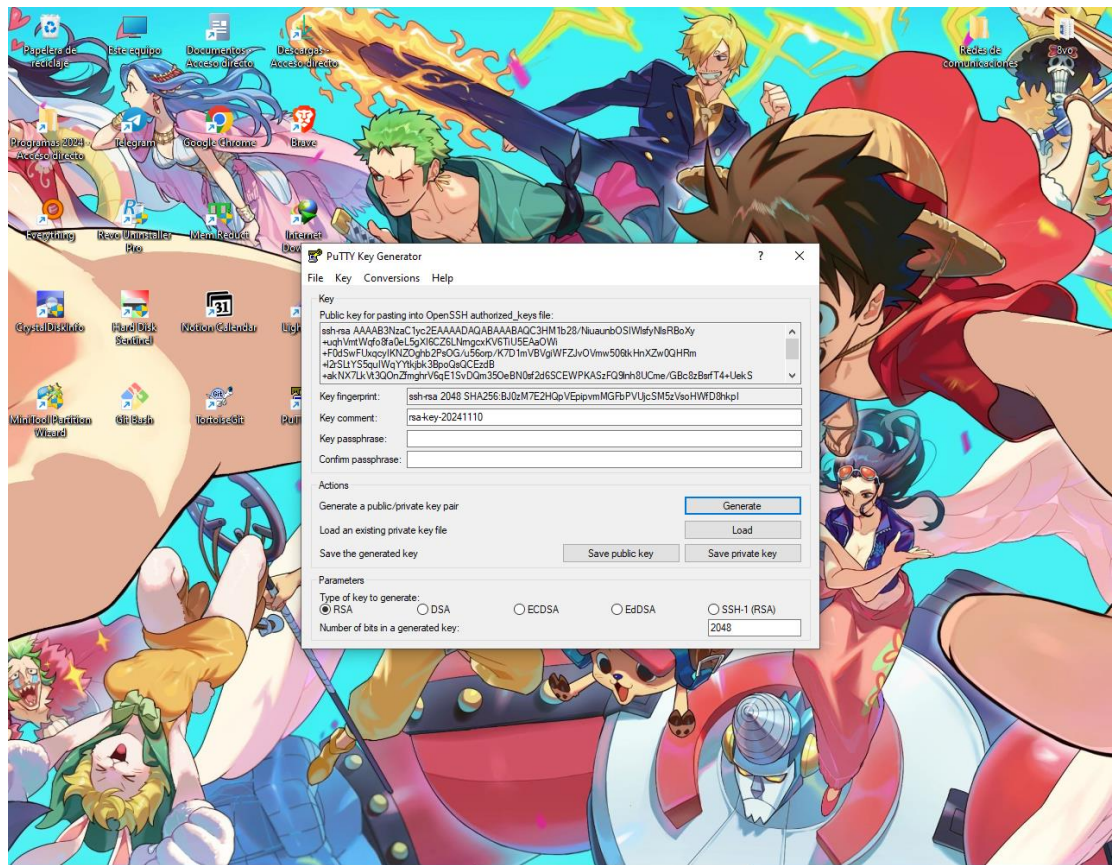 Papelera de reciclaje
Este equipo
Documentos - Acceso directo
Descargas - Acceso directo
Redes de comunicaciones
8vo
Programas 2024 - Acceso directo
Telegram
Google Chrome
Brave
Everything
Revo Uninstaller Pro
Mem Reduct
Internet
CrystalDiskInfo
Hard Disk Sentinel
Notion Calendar
MiniTool Partition Wizard
Git Bash
TortoiseGit
PuTTY Key Generator
File Key Conversions Help
Key
Public key for pasting into OpenSSH authorized_keys file:
ssh-rsa
Key fingerprint:
ssh-rsa 2048
Key comment:
rsa-key-20241110
Key passphrase:
Confirm passphrase:
Actions
Generate a public/private key pair
Generate
Load an existing private key file
Load
Save the generated key
Save public key
Save private key
Parameters
Type of key to generate:
RSA
DSA
ECDSA
EdDSA
SSH-1 (RSA)
Number of bits in a generated key:
2048